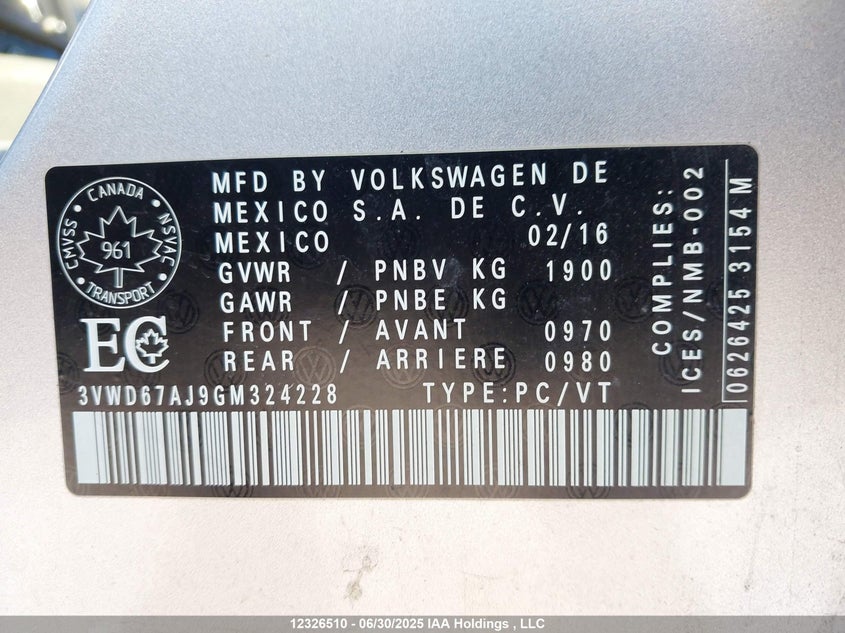 CANADA
CMVSS
NSVAC
961
TRANSPORT
MFD BY VOLKSWAGEN DE
MEXICO S.A. DE C.V.
MEXICO 02/16
GVWR / PNBV KG 1900
GAWR / PNBE KG
FRONT / AVANT 0970
REAR / ARRIERE 0980
EC
3VWD67AJ9GM324228 TYPE:PC/VT
COMPLIES:
ICES/NMB-002
0626425 3154 M
12326510 - 06/30/2025 IAA Holdings , LLC